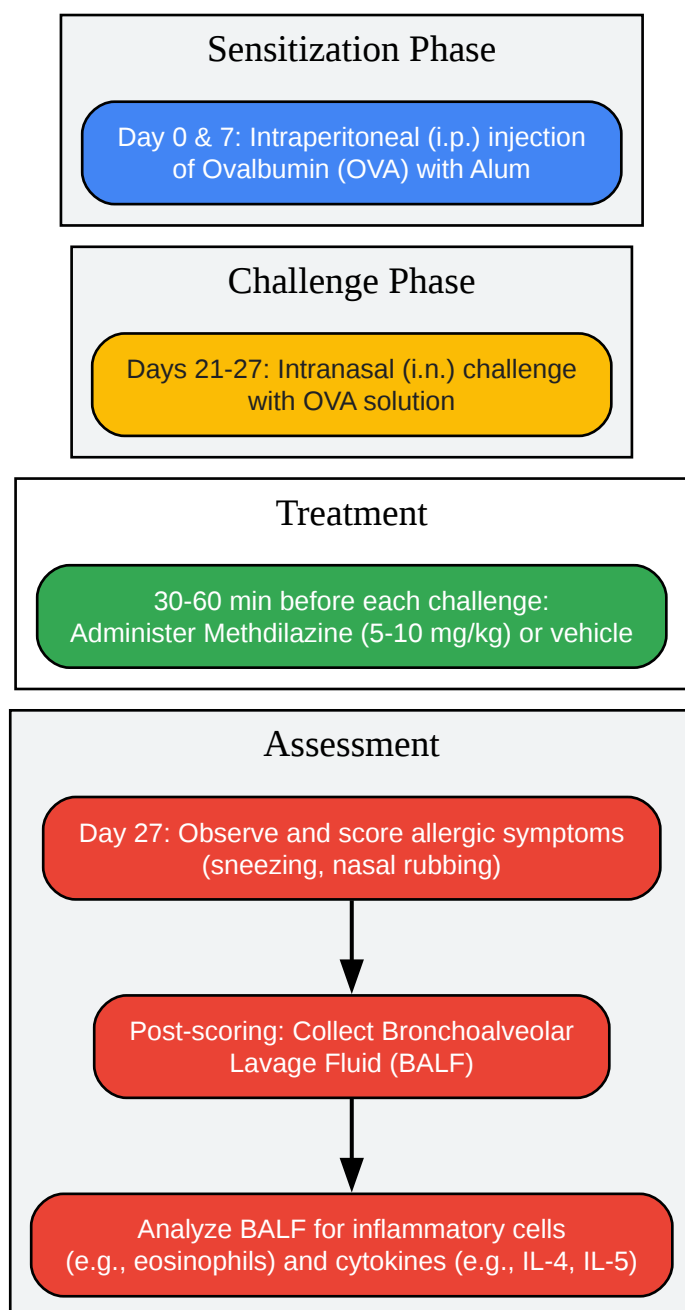 Sensitization Phase
Day 0 & 7: Intraperitoneal (i.p.) injection
of Ovalbumin (OVA) with Alum
Challenge Phase
Days 21-27: Intranasal (i.n.) challenge
with OVA solution
Treatment
30-60 min before each challenge:
Administer Methdilazine (5-10 mg/kg) or vehicle
Assessment
Day 27: Observe and score allergic symptoms
(sneezing, nasal rubbing)
Post-scoring: Collect Bronchoalveolar
Lavage Fluid (BALF)
Analyze BALF for inflammatory cells
(e.g., eosinophils) and cytokines (e.g., IL-4, IL-5)